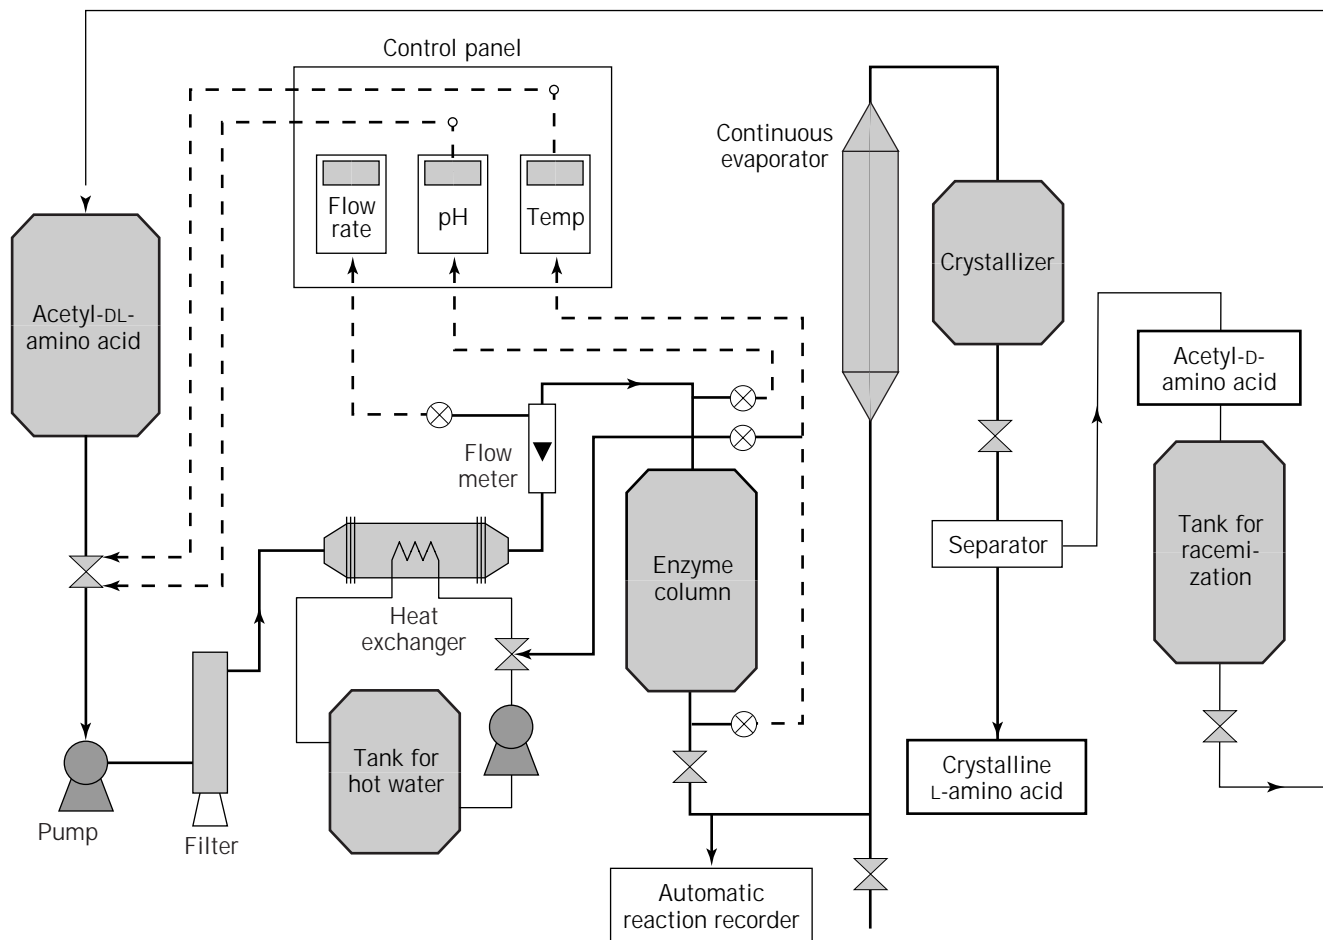 Control panel
Continuous
evaporator
Flow
rate
pH
Temp
Crystallizer
Acetyl-DL-
amino acid
Acetyl-D-
amino acid
Flow
meter
Tank for
racemi-
zation
Separator
Enzyme
column
Heat
exchanger
Tank for
hot water
Crystalline
L-amino acid
Pump
Filter
Automatic
reaction recorder